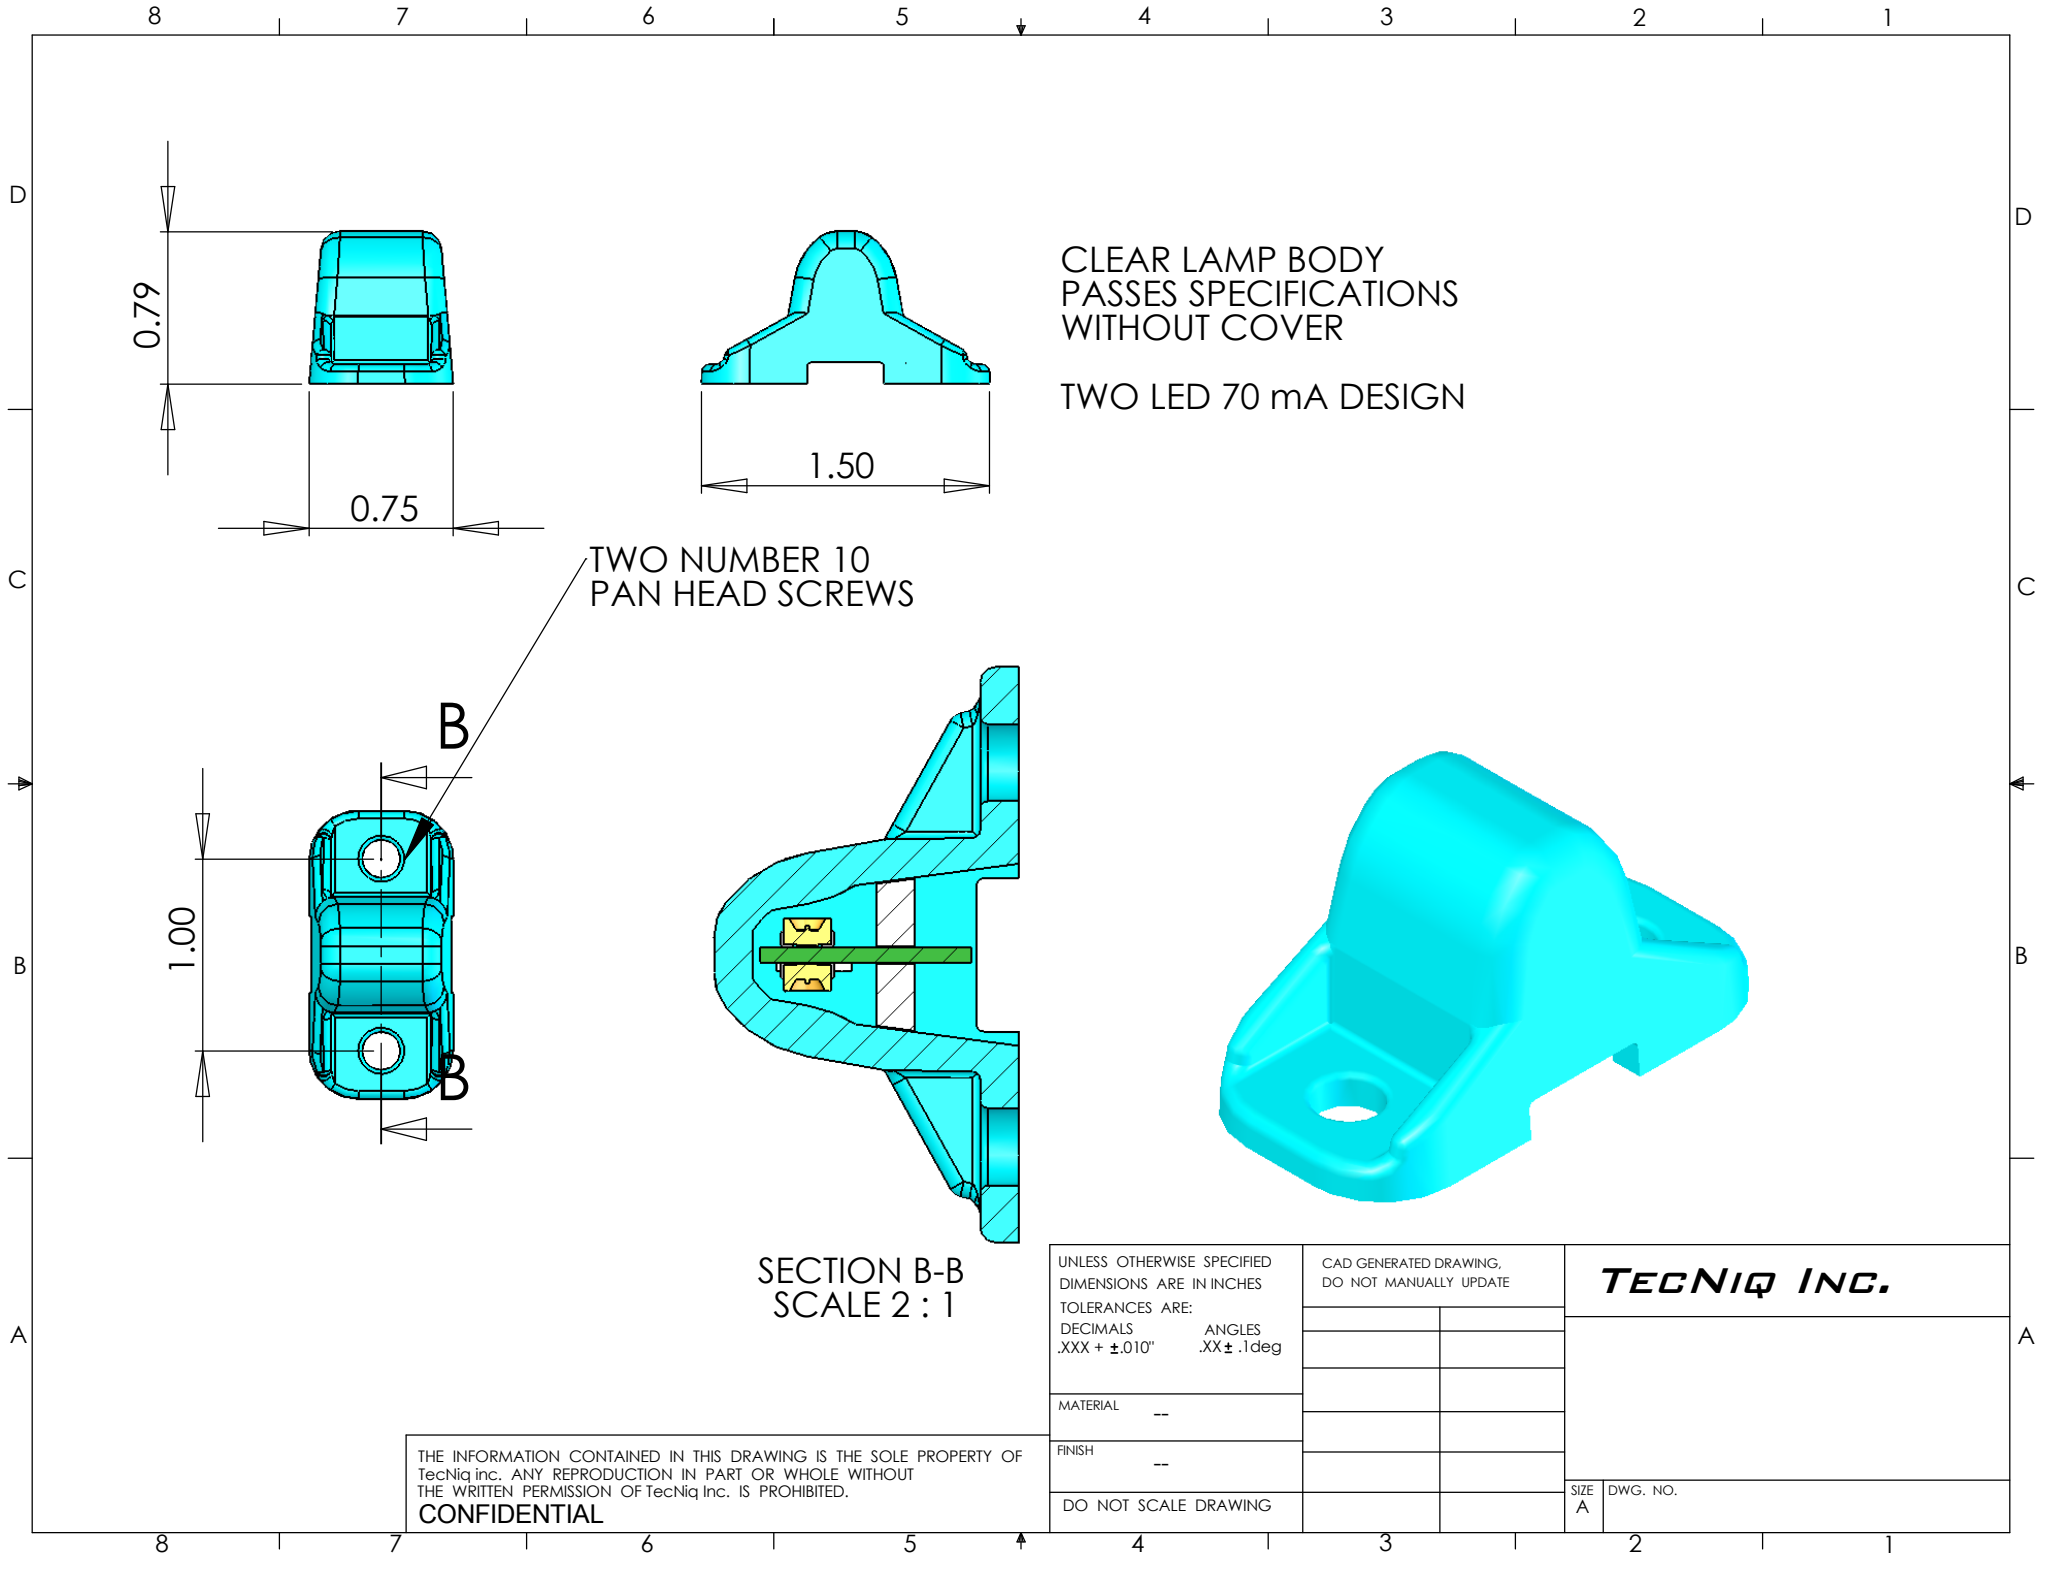 8 7 6 5 4 3 2 1
D
D
0.79
0.75
1.50
CLEAR LAMP BODY
PASSES SPECIFICATIONS
WITHOUT COVER
TWO LED 70 mA DESIGN
C
C
TWO NUMBER 10
PAN HEAD SCREWS
B
1.00
B
B
B
SECTION B-B
SCALE 2 : 1
A
A
UNLESS OTHERWISE SPECIFIED
DIMENSIONS ARE IN INCHES
TOLERANCES ARE:
DECIMALS ANGLES
.XXX + ±.010" .XX± .1deg
MATERIAL
--
FINISH
--
DO NOT SCALE DRAWING
CAD GENERATED DRAWING,
DO NOT MANUALLY UPDATE
TECNIQ INC.
SIZE
A
DWG. NO.
THE INFORMATION CONTAINED IN THIS DRAWING IS THE SOLE PROPERTY OF
TecNiq inc. ANY REPRODUCTION IN PART OR WHOLE WITHOUT
THE WRITTEN PERMISSION OF TecNiq Inc. IS PROHIBITED.
CONFIDENTIAL
8 7 6 5 4 3 2 1